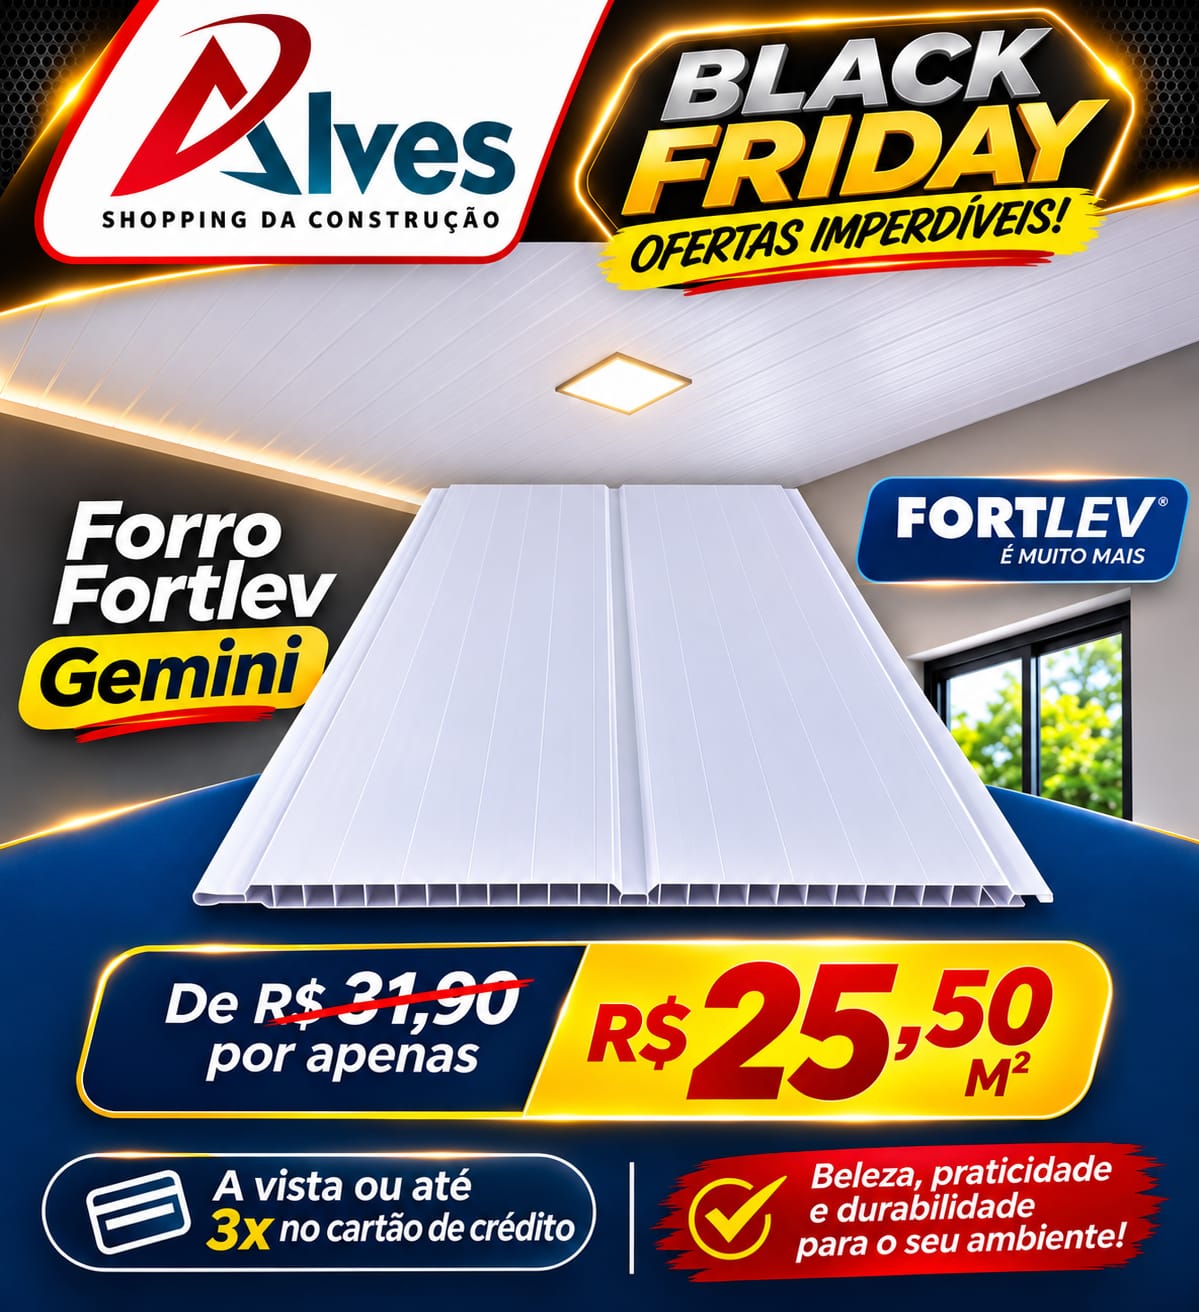 Alves
SHOPPING DA CONSTRUÇÃO
BLACK
FRIDAY
OFERTAS IMPERDÍVEIS!
Forro
Fortlev
Gemini
FORTLEV®
É MUITO MAIS
De R$ 31,90
por apenas
R$ 25,50
M²
A vista ou até
3x no cartão de crédito
Beleza, praticidade
e durabilidade
para o seu ambiente!